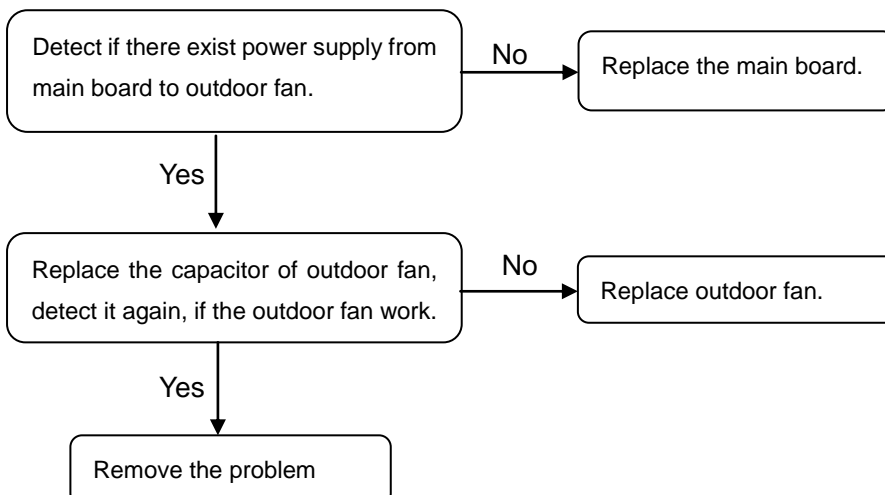 Detect if there exist power supply from
main board to outdoor fan.
No
Replace the main board.
Yes
Replace the capacitor of outdoor fan,
detect it again, if the outdoor fan work.
No
Replace outdoor fan.
Yes
Remove the problem